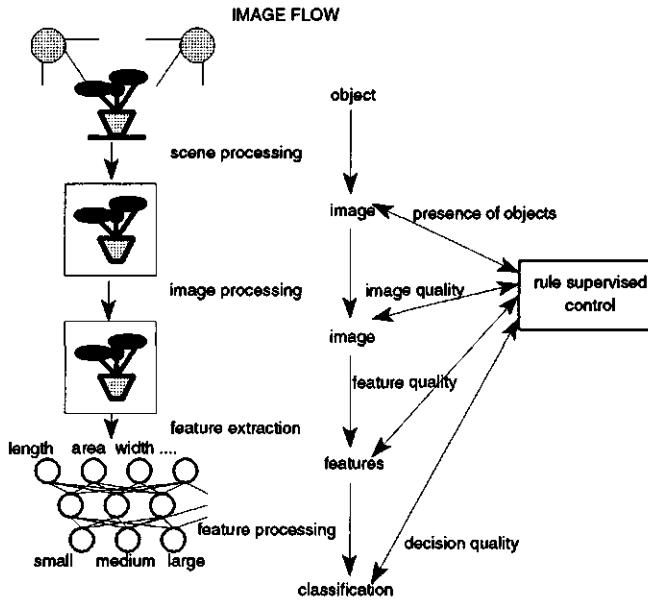 IMAGE FLOW
object
scene processing
image
presence of objects
rule supervised
control
image processing
image quality
image
feature quality
feature extraction
length area width ....
features
feature processing
decision quality
small medium large
classification